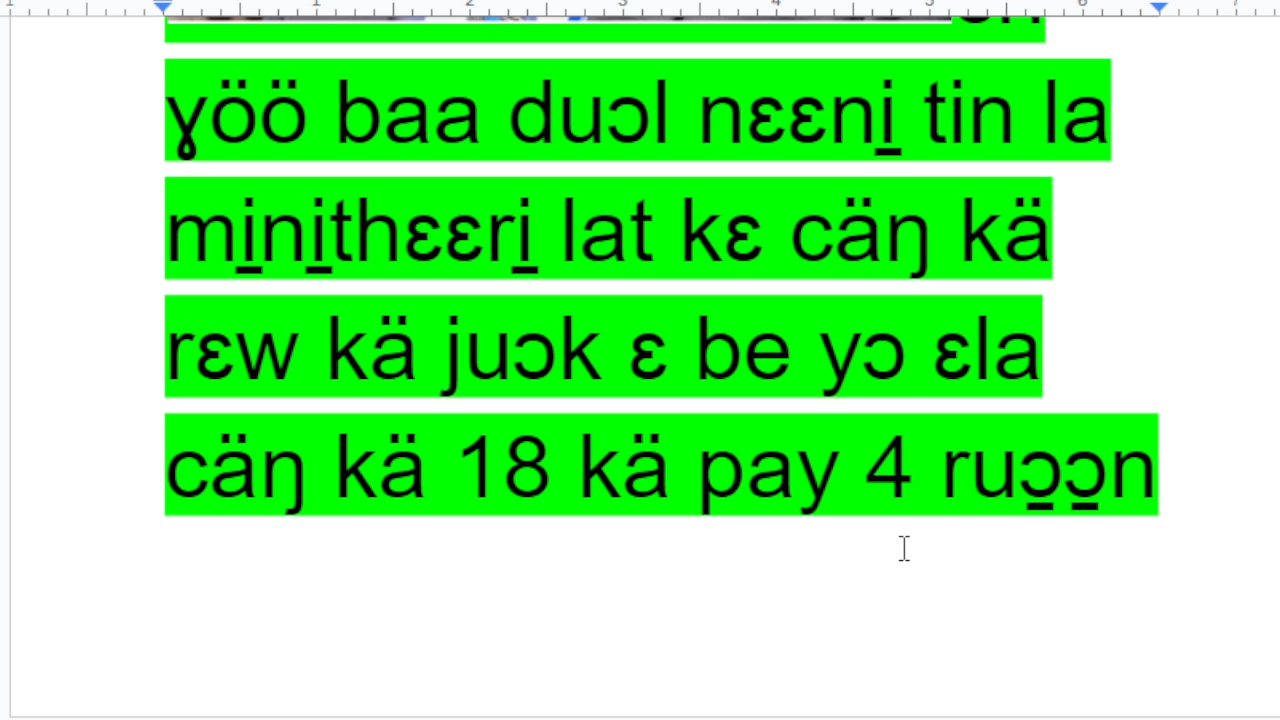 ɣöö baa duɔl nɛɛni̱ tin la
mi̱ni̱thɛɛri̱ lat kɛ cäŋ kä
rɛw kä juɔk ɛ be yɔ ɛla
cäŋ kä 18 kä pay 4 ruɔ̱ɔ̱n